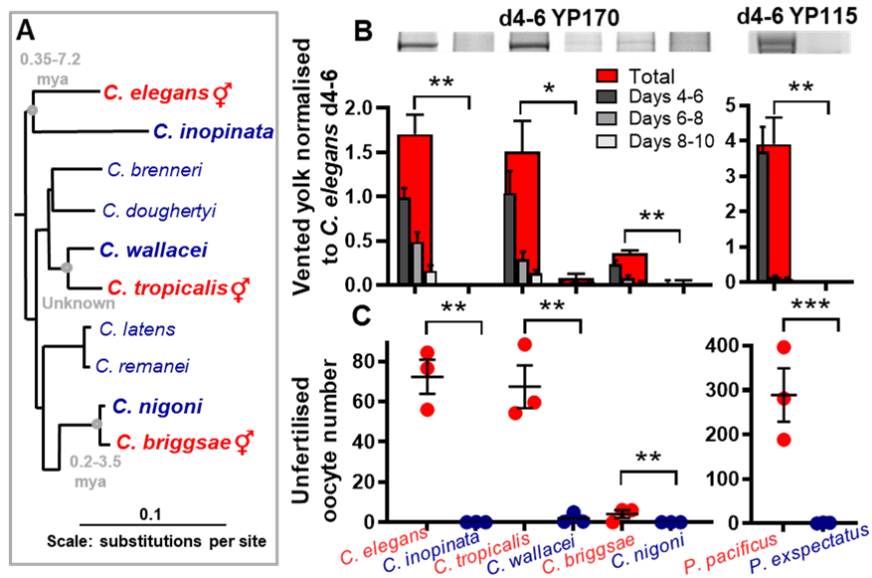 A
0.35-7.2
mya
C. elegans ⚥
C. inopinata
C. brenneri
C. doughertyi
C. wallacei
C. tropicalis ⚥
Unknown
C. latens
C. remanei
C. nigoni
C. briggsae ⚥
0.2-3.5
mya
0.1
Scale: substitutions per site
B
d4-6 YP170
d4-6 YP115
Vented yolk normalised
to C. elegans d4-6
2.0
1.5
1.0
0.5
0.0
**
*
**
Total
Days 4-6
Days 6-8
Days 8-10
5
4
3
2
1
0
**
C
Unfertilised
oocyte number
80
60
40
20
0
**
**
**
400
300
200
100
0
***
C. elegans
C. inopinata
C. tropicalis
C. wallacei
C. briggsae
C. nigoni
P. pacificus
P. exspectatus